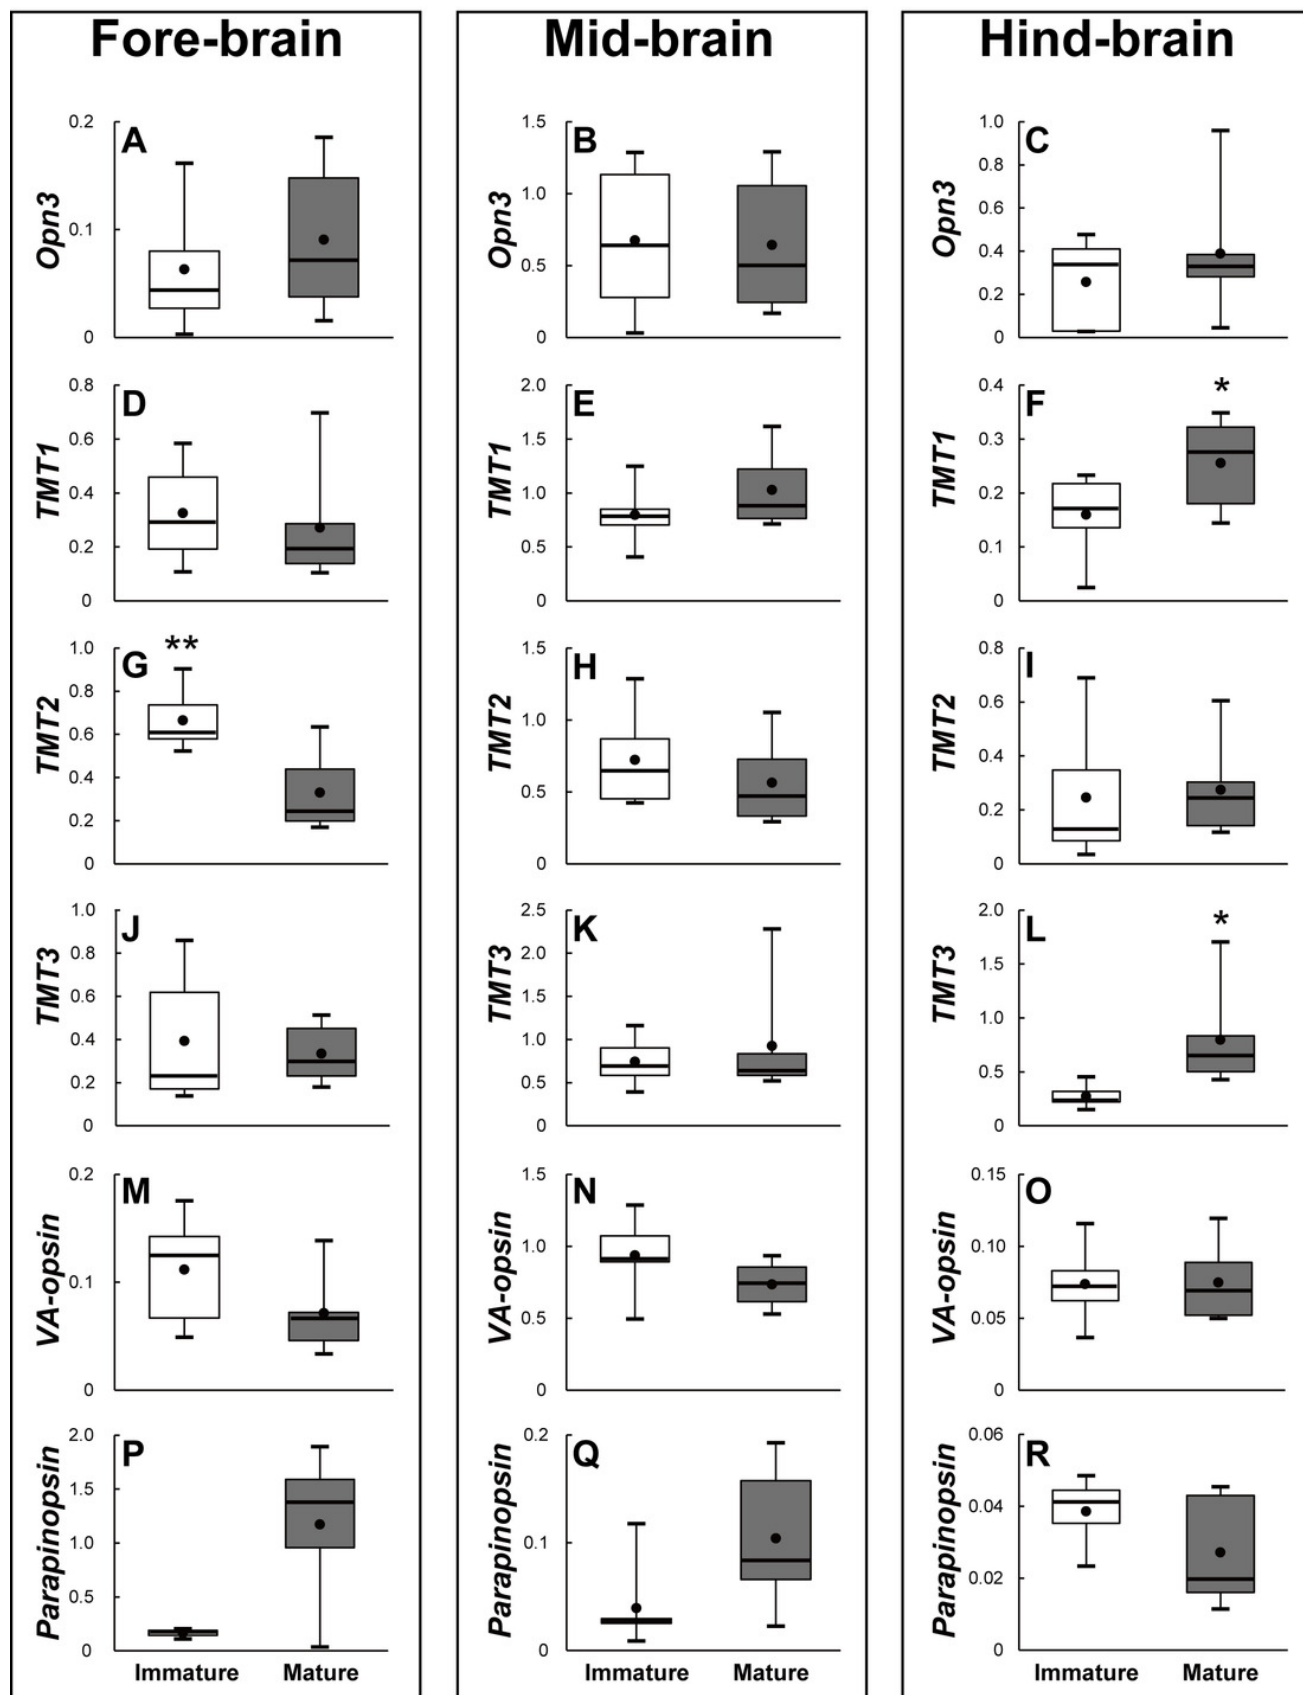 Fore-brain
Mid-brain
Hind-brain
A
Opn3
0.2
0.1
0
B
Opn3
1.5
1.0
0.5
0
C
Opn3
1.0
0.8
0.6
0.4
0.2
0
D
TMT1
0.8
0.6
0.4
0.2
0
E
TMT1
2.0
1.5
1.0
0.5
0
F
TMT1
0.4
0.3
0.2
0.1
0
*
G
TMT2
1.0
0.8
0.6
0.4
0.2
0
**
H
TMT2
1.5
1.0
0.5
0
I
TMT2
0.8
0.6
0.4
0.2
0
J
TMT3
1.0
0.8
0.6
0.4
0.2
0
K
TMT3
2.5
2.0
1.5
1.0
0.5
0
L
TMT3
2.0
1.5
1.0
0.5
0
*
M
VA-opsin
0.2
0.1
0
N
VA-opsin
1.5
1.0
0.5
0
O
VA-opsin
0.15
0.10
0.05
0
P
Parapinopsin
2.0
1.5
1.0
0.5
0
Q
Parapinopsin
0.2
0.1
0
R
Parapinopsin
0.06
0.04
0.02
0
Immature Mature
Immature Mature
Immature Mature